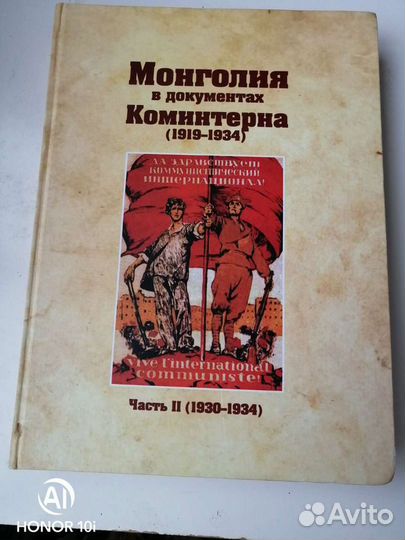 Монголия
в документах
Коминтерна
(1919–1934)
ДА ЗДРАВСТВУЕТ
КОММУНИСТИЧЕСКИЙ
ИНТЕРНАЦИОНАЛ!
Vive l'international
communiste!
Часть II (1930–1934)
AI
HONOR 10i
Avito